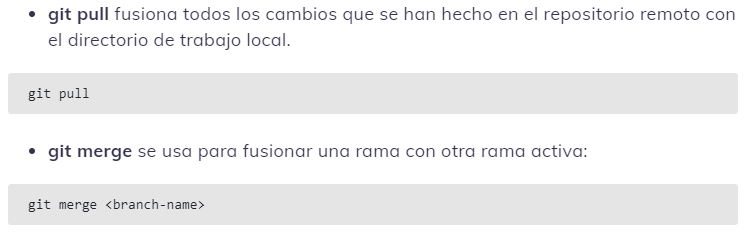 • git pull fusiona todos los cambios que se han hecho en el repositorio remoto con
el directorio de trabajo local.
git pull
• git merge se usa para fusionar una rama con otra rama activa:
git merge <branch-name>